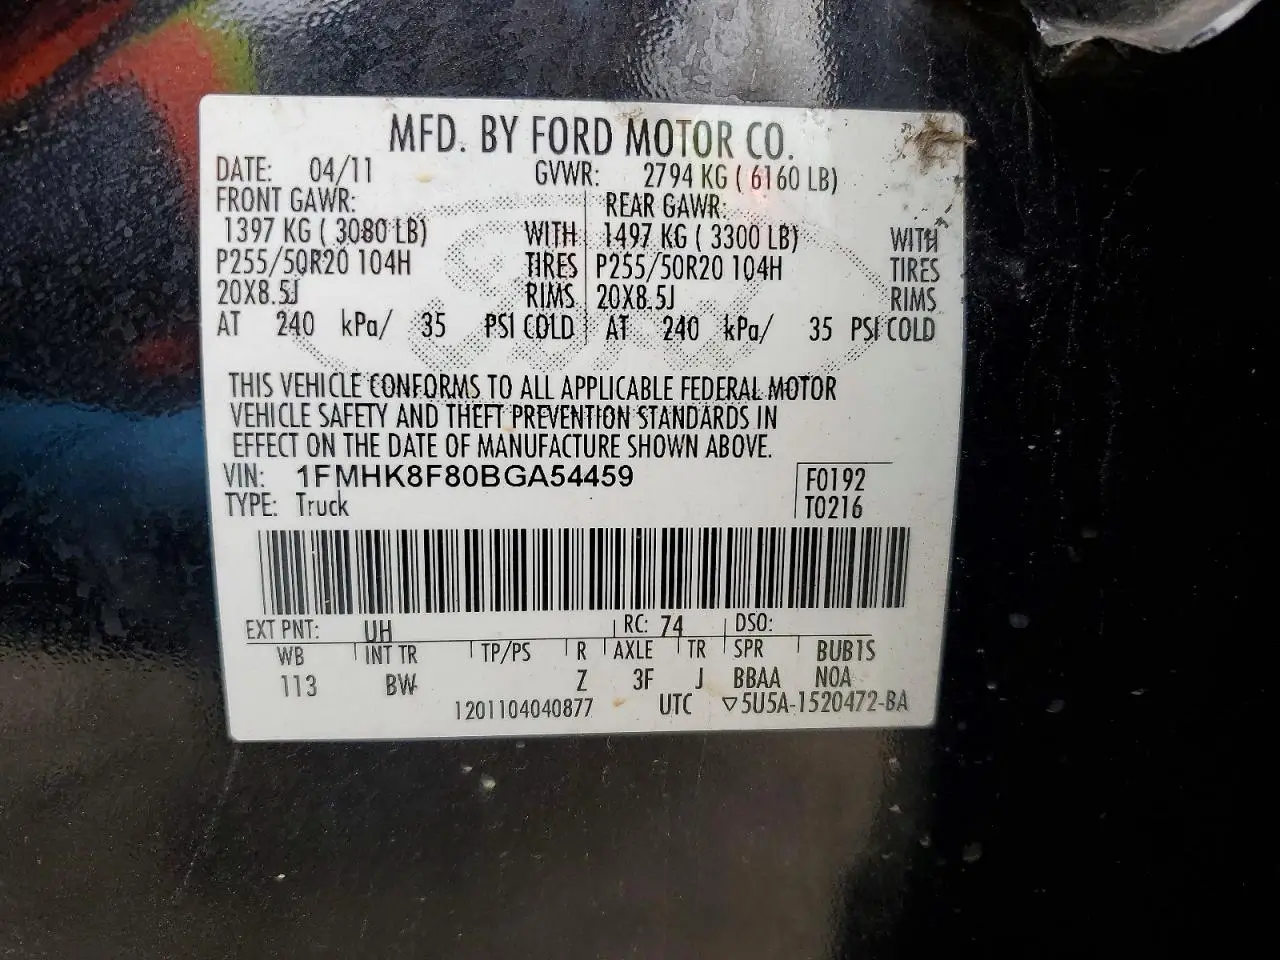 MFD. BY FORD MOTOR CO.
DATE: 04/11 GVWR: 2794 KG ( 6160 LB)
FRONT GAWR: REAR GAWR:
1397 KG ( 3080 LB) WITH 1497 KG ( 3300 LB) WITH
P255/50R20 104H TIRES P255/50R20 104H TIRES
20X8.5J RIMS 20X8.5J RIMS
AT 240 kPa/ 35 PSI COLD AT 240 kPa/ 35 PSI COLD
THIS VEHICLE CONFORMS TO ALL APPLICABLE FEDERAL MOTOR
VEHICLE SAFETY AND THEFT PREVENTION STANDARDS IN
EFFECT ON THE DATE OF MANUFACTURE SHOWN ABOVE.
VIN: 1FMHK8F80BGA54459 F0192
TYPE: Truck T0216
EXT PNT: UH RC: 74 DSO:
WB INT TR TP/PS R AXLE TR SPR BUB1S
113 BW Z 3F J BBAA NOA
1201104040877 UTC ▽5U5A-1520472-BA